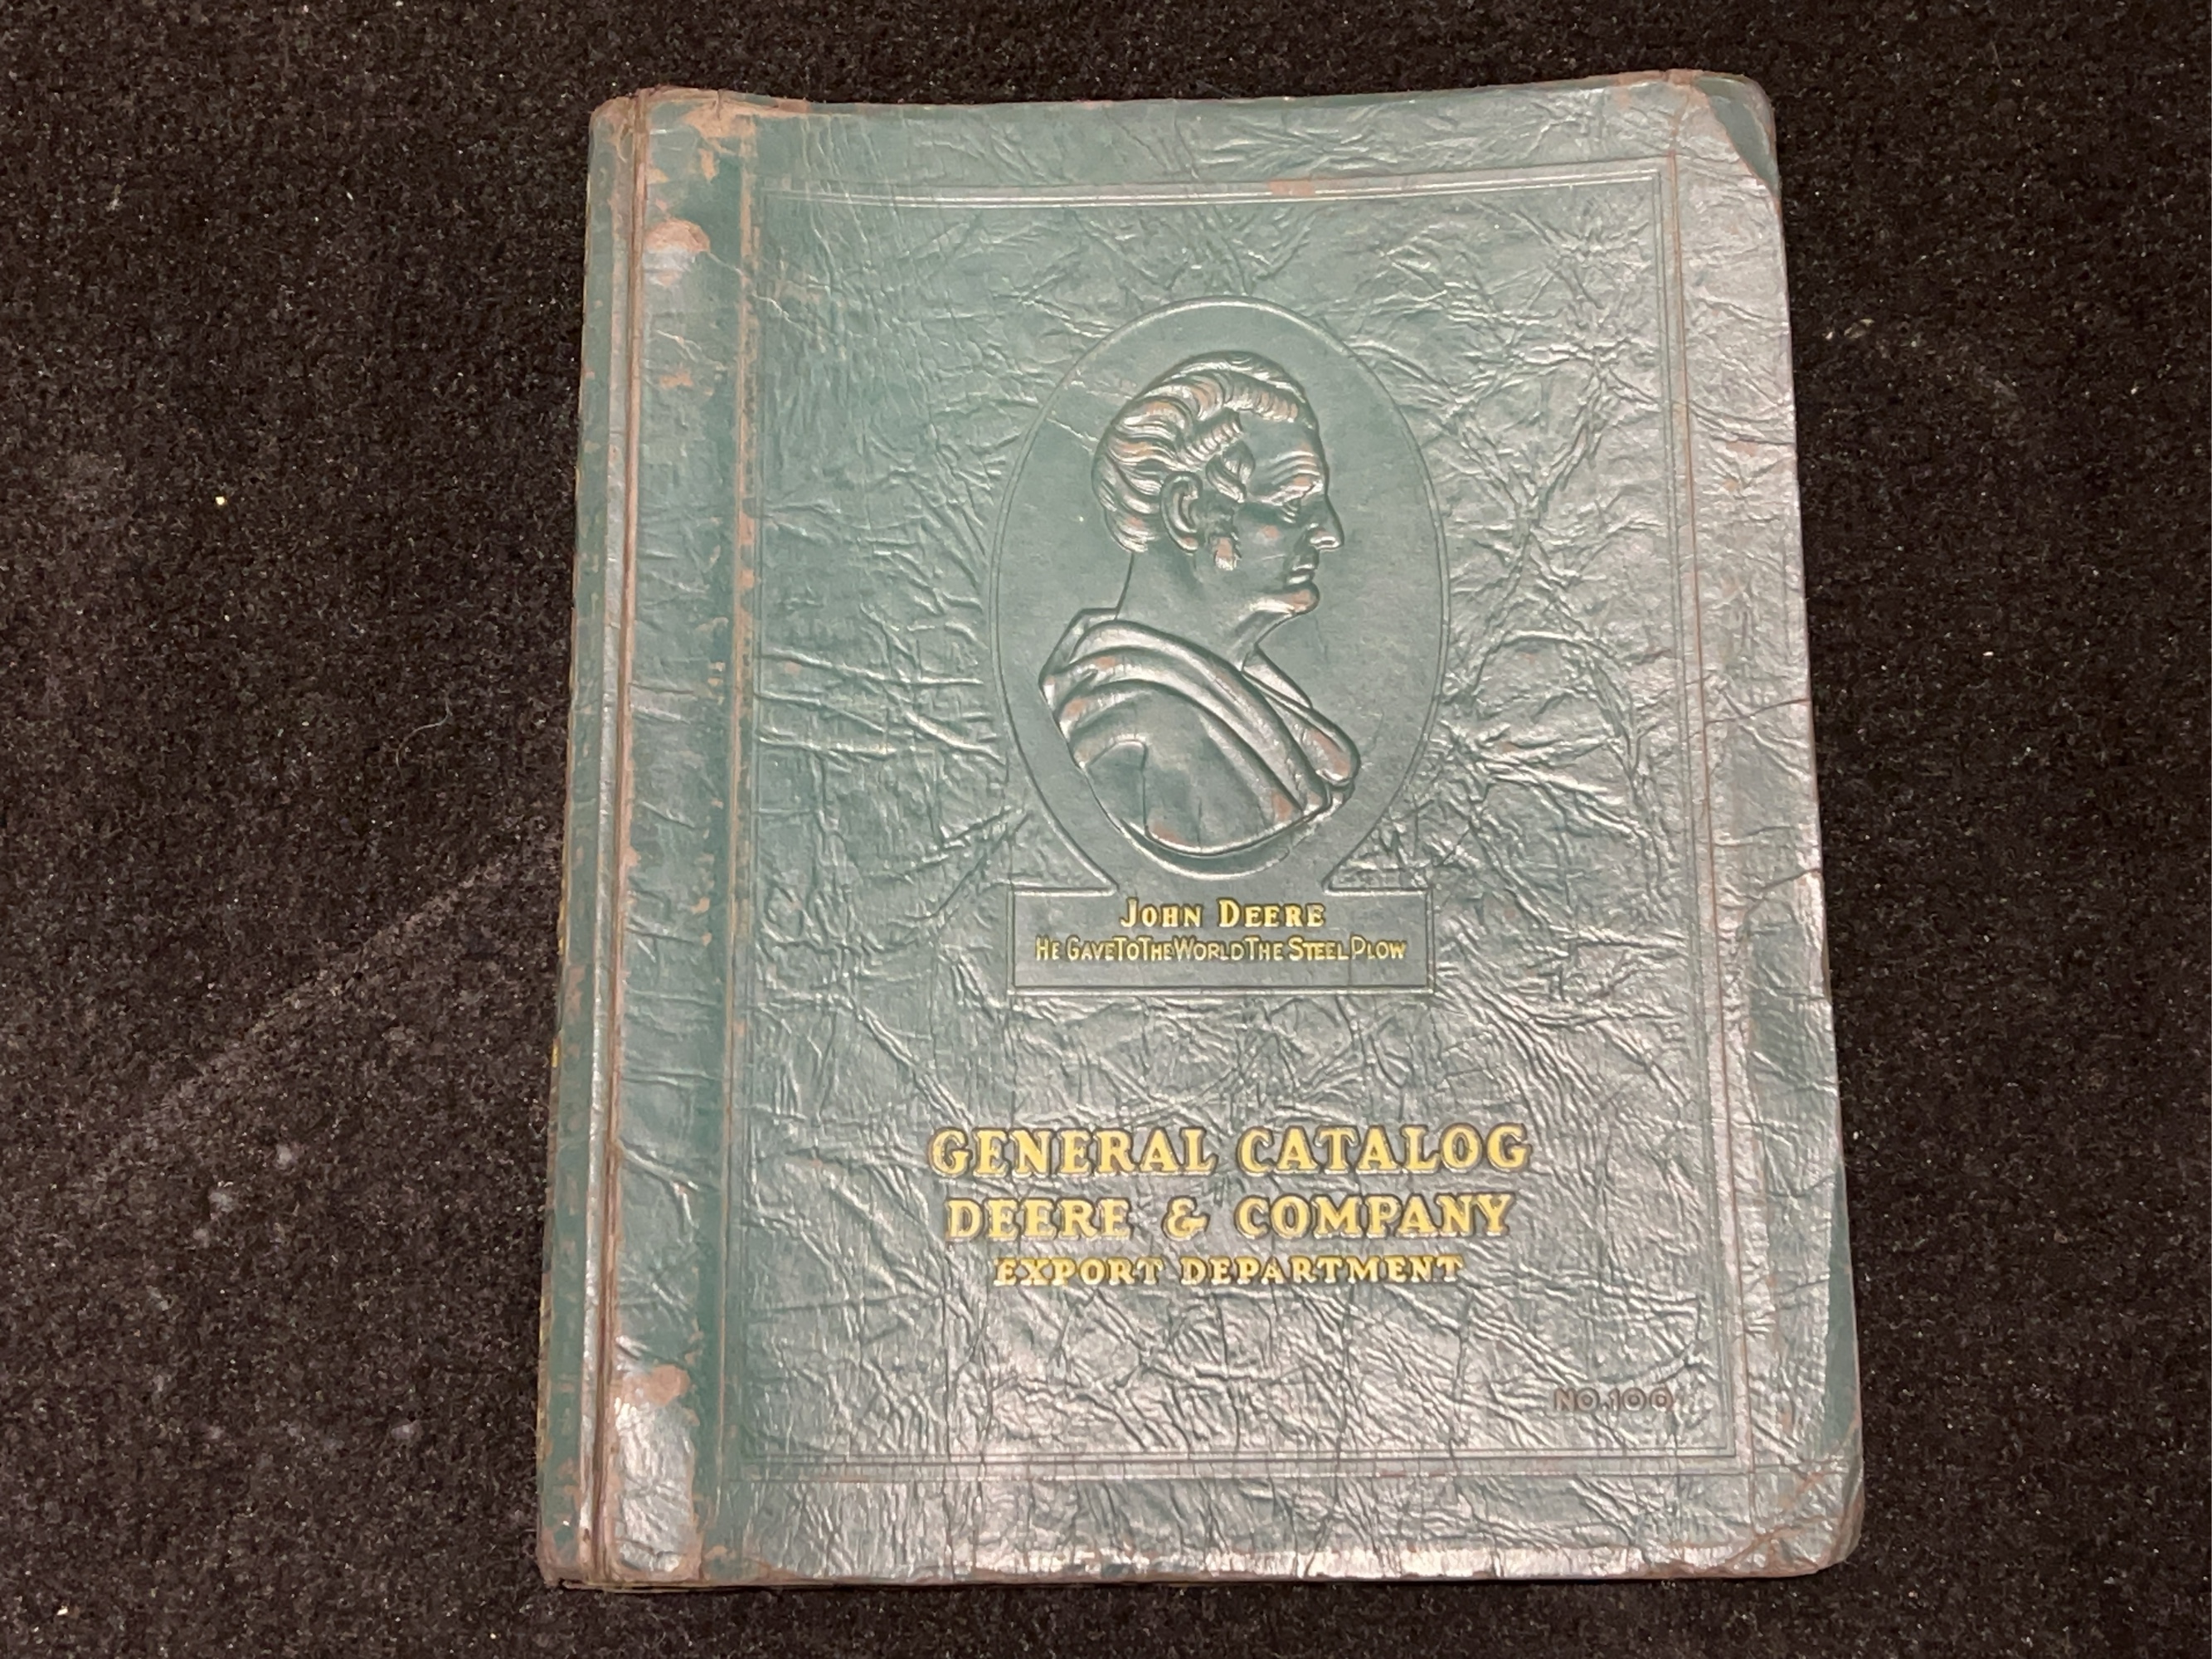 JOHN DEERE
HE GAVE TO THE WORLD THE STEEL PLOW
GENERAL CATALOG
DEERE & COMPANY
EXPORT DEPARTMENT
NO. 100